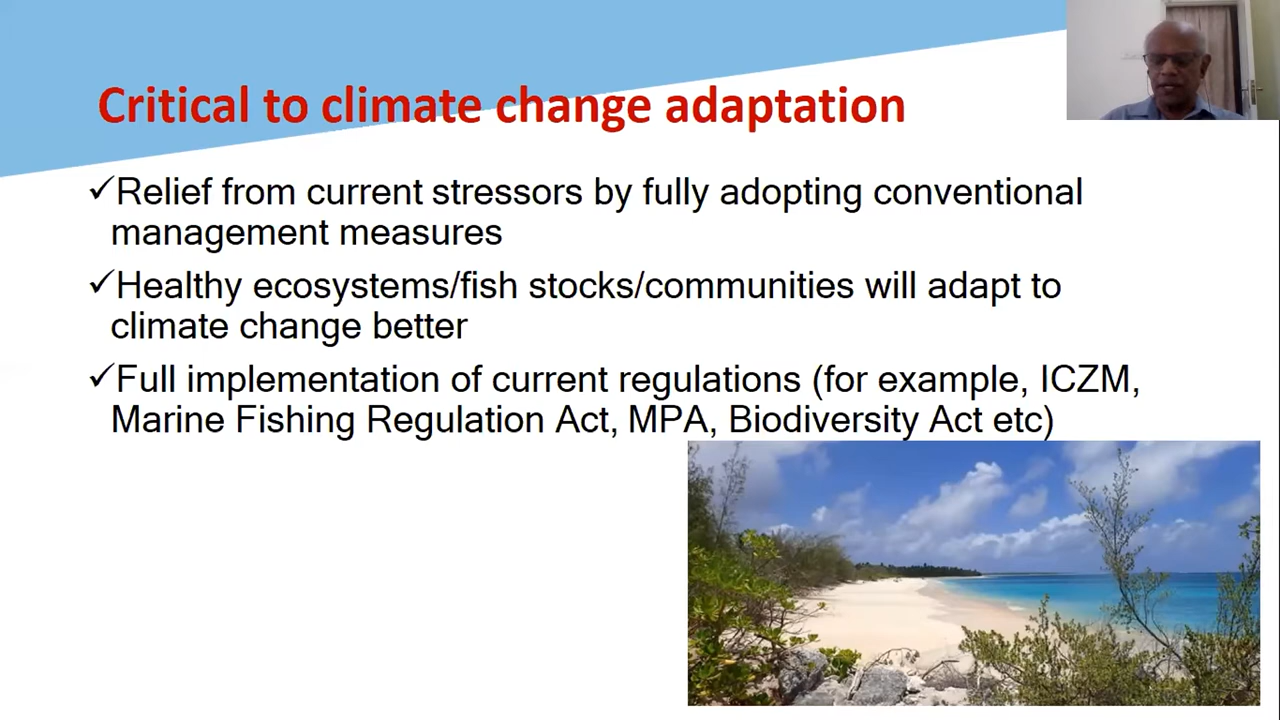 Critical to climate change adaptation
✓Relief from current stressors by fully adopting conventional
management measures
✓Healthy ecosystems/fish stocks/communities will adapt to
climate change better
✓Full implementation of current regulations (for example, ICZM,
Marine Fishing Regulation Act, MPA, Biodiversity Act etc)